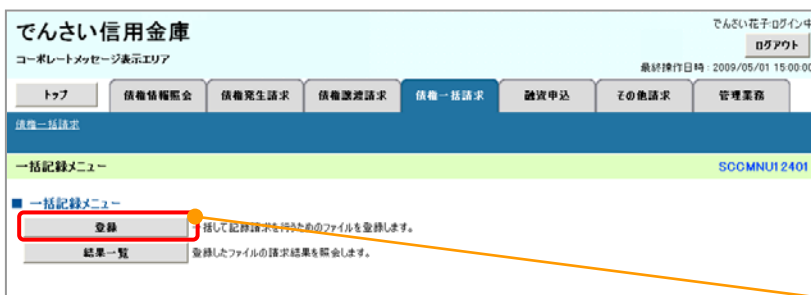 でんさい信用金庫
でんさい花子:ログイン中
ログアウト
コーポレートメッセージ表示エリア
最終操作日時:2009/05/01 15:00:00
トップ 債権情報照会 債権発生請求 債権譲渡請求 債権一括請求 融資申込 その他請求 管理業務
債権一括請求
一括記録メニュー SCCMNU12401
■ 一括記録メニュー
登録 一括して記録請求を行うためのファイルを登録します。
結果一覧 登録したファイルの請求結果を照会します。